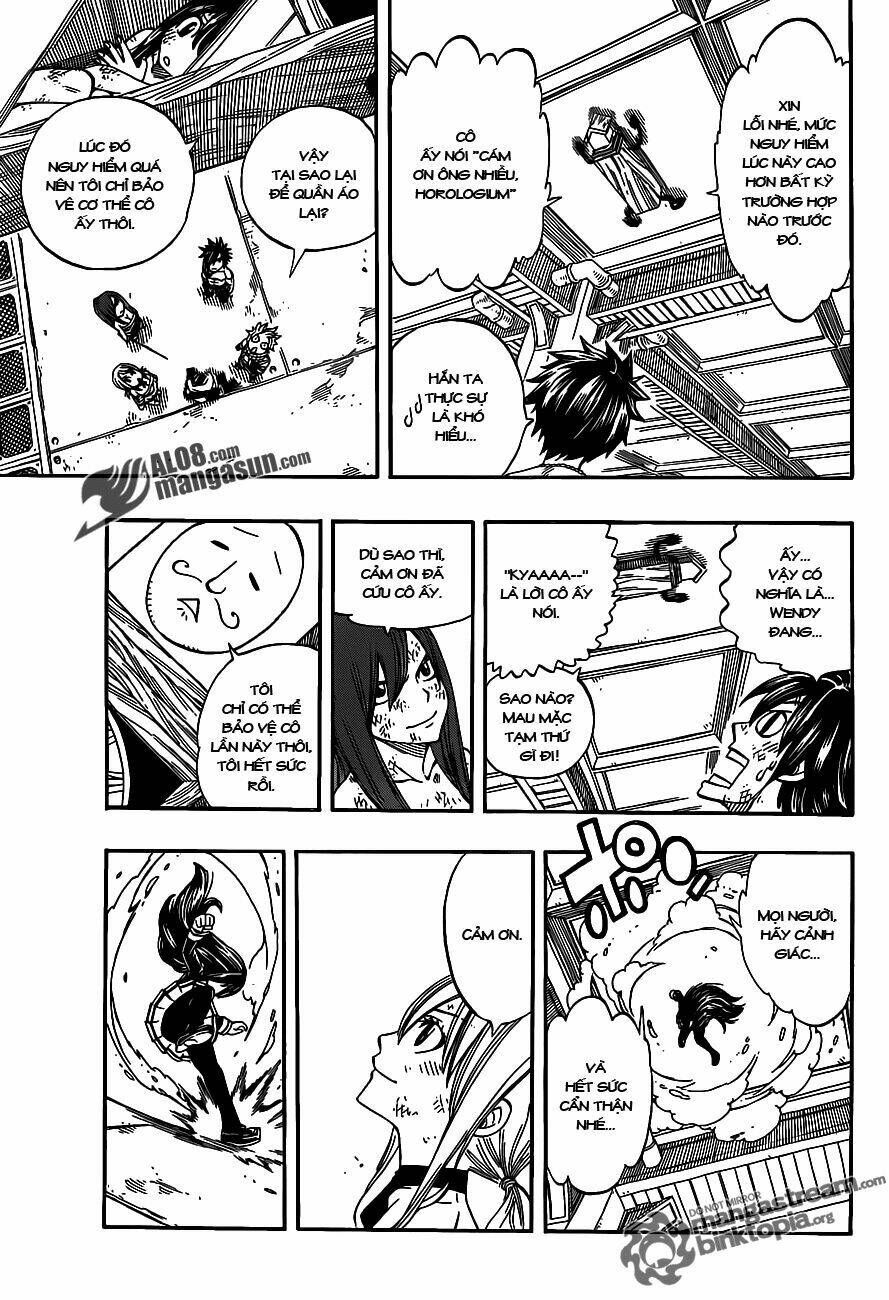 XIN
LỖI NHÉ, MỨC
NGUY HIỂM
LÚC NÀY CAO
HƠN BẤT KỲ
TRƯỜNG HỢP
NÀO TRƯỚC
ĐÓ.
CÔ
ẤY NÓI "CÁM
ƠN ÔNG NHIỀU,
HOROLOGIUM"
HẮN TA
THỰC SỰ
LÀ KHÓ
HIỂU...
VẬY
TẠI SAO LẠI
ĐỂ QUẦN ÁO
LẠI?
LÚC ĐÓ
NGUY HIỂM QUÁ
NÊN TÔI CHỈ BẢO
VÊ CƠ THỂ CÔ
ẤY THÔI.
AL08.com
mangasun.com
ẤY...
VẬY CÓ
NGHĨA LÀ...
WENDY
ĐANG...
"KYAAAA--"
LÀ LỜI CÔ ẤY
NÓI.
SAO NÀO?
MAU MẶC
TẠM THỨ
GÌ ĐI!
DÙ SAO THÌ,
CẢM ƠN ĐÃ
CỨU CÔ ẤY.
TÔI
CHỈ CÓ THỂ
BẢO VỆ CÔ
LẦN NÀY THÔI,
TÔI HẾT SỨC
RỒI.
ポン
MỌI NGƯỜI,
HÃY CẢNH
GIÁC...
VÀ
HẾT SỨC
CẨN THẬN
NHÉ...
CẢM ƠN.
DO NOT MIRROR
mangastream.com
binktopia.org